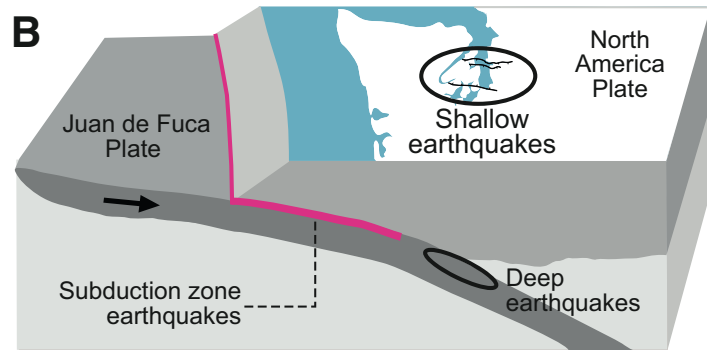 B
North
America
Plate
Juan de Fuca
Plate
Shallow
earthquakes
Subduction zone
earthquakes
Deep
earthquakes